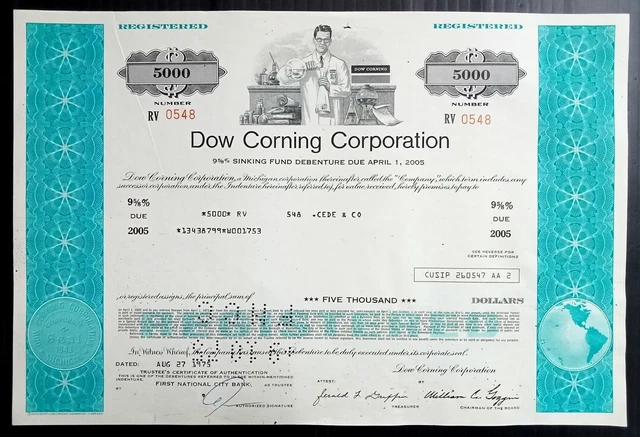 REGISTERED REGISTERED
5000 5000
DOW CORNING
NUMBER NUMBER
RV 0548 RV 0548
Dow Corning Corporation
9⅜% SINKING FUND DEBENTURE DUE APRIL 1, 2005
Dow Corning Corporation, a Michigan corporation (hereinafter called the "Company," which term includes any
successor corporation under the Indenture hereinafter referred to), for value received, hereby promises to pay to
9⅜% 9⅜%
DUE *5000* RV 548 .CEDE & CO DUE
2005 *13438799*W001753 2005
SEE REVERSE FOR
CERTAIN DEFINITIONS
CUSIP 260547 AA 2
or registered assigns, the principal sum of *** FIVE THOUSAND *** DOLLARS
In Witness Whereof, the Company has caused this Debenture to be duly executed under its corporate seal.
DATED: AUG 27 1975 Dow Corning Corporation
TRUSTEE'S CERTIFICATE OF AUTHENTICATION
THIS IS ONE OF THE DEBENTURES REFERRED TO IN THE WITHIN-MENTIONED
INDENTURE.
FIRST NATIONAL CITY BANK, AS TRUSTEE
ATTEST: BY
BY
AUTHORIZED SIGNATURE TREASURER CHAIRMAN OF THE BOARD